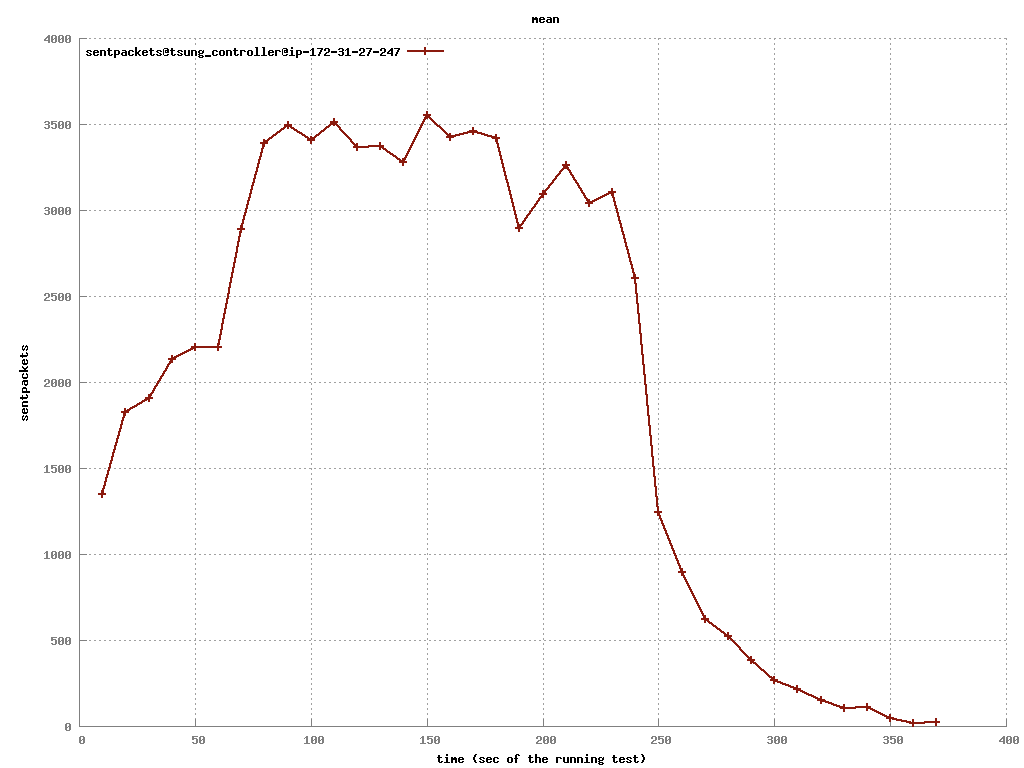 mean
4000
sentpackets@tsung_controller@ip-172-31-27-247
3500
3000
2500
2000
1500
1000
500
0
sentpackets
0 50 100 150 200 250 300 350 400
time (sec of the running test)